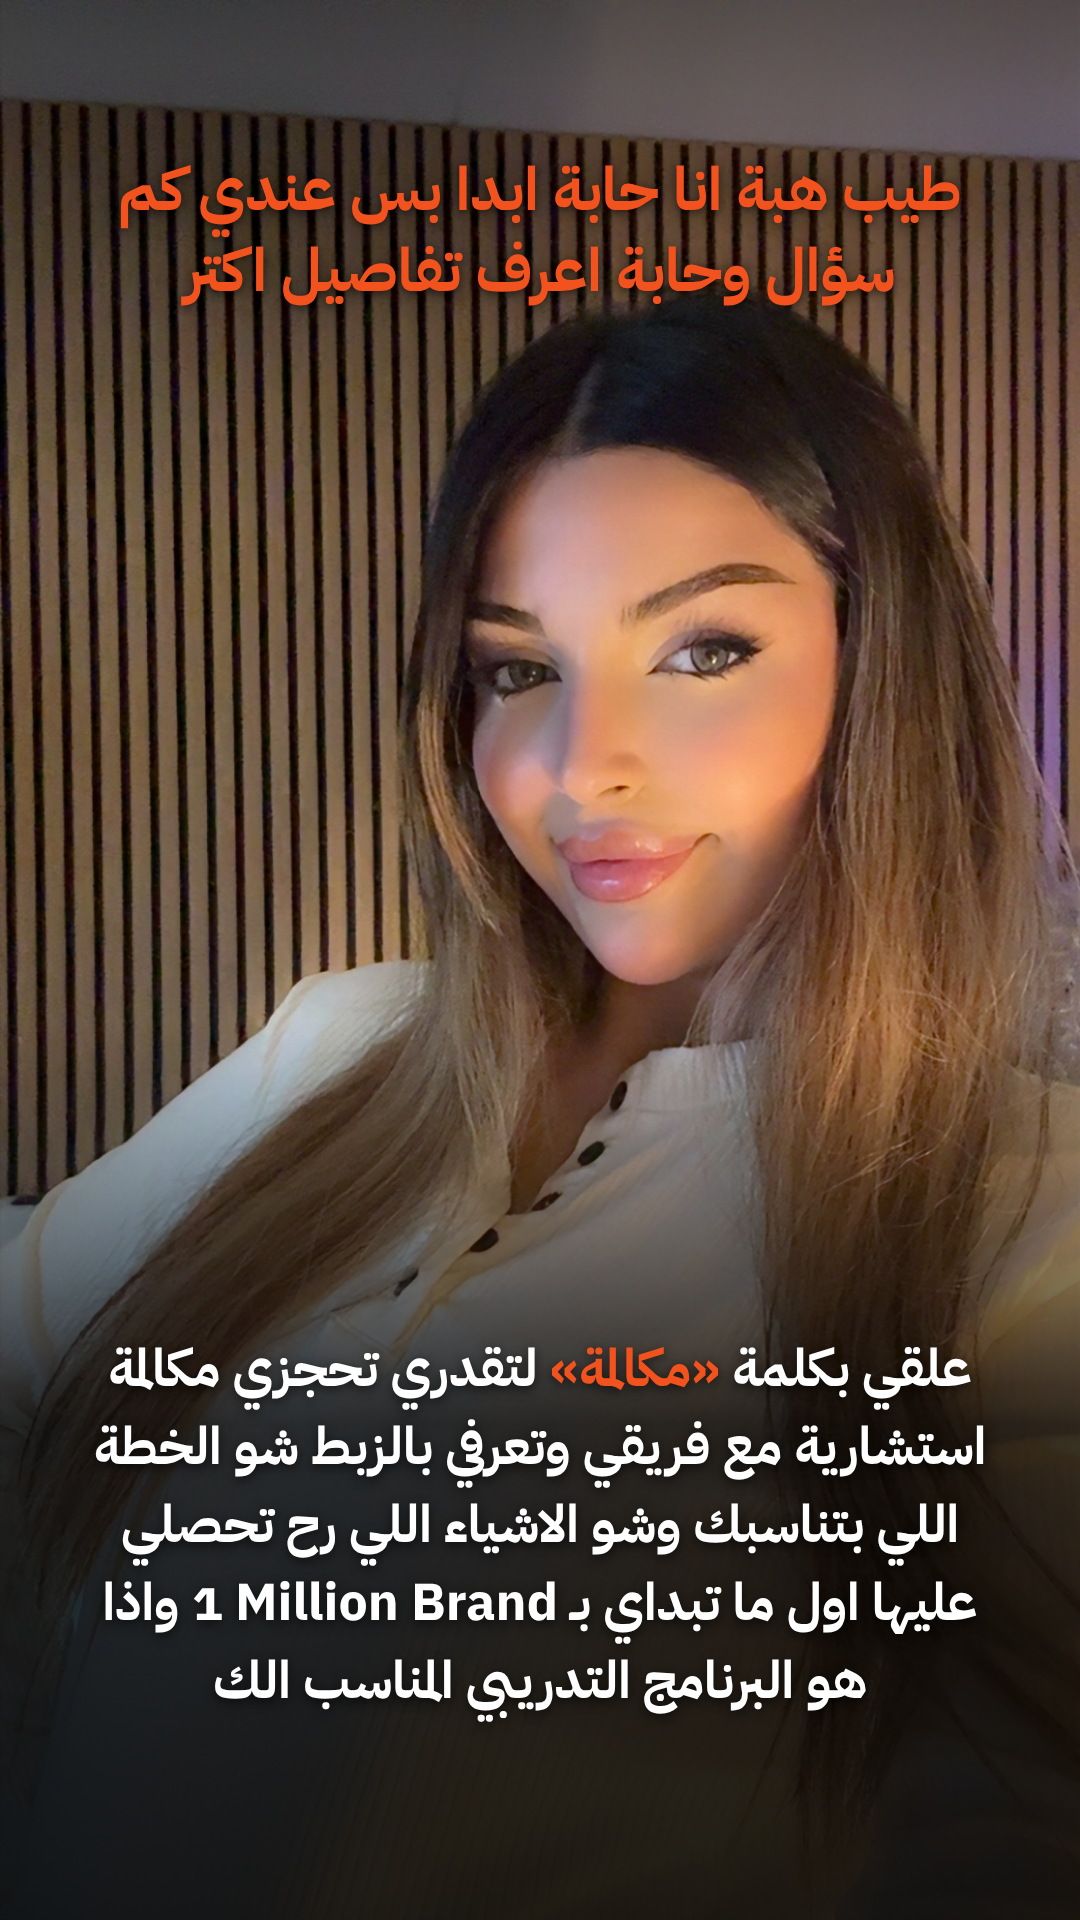 طيب هبة انا حابة ابدا بس عندي كم
سؤال وحابة اعرف تفاصيل اكتر
علقي بكلمة «مكالمة» لتقدري تحجزي مكالمة
استشارية مع فريقي وتعرفي بالزبط شو الخطة
اللي بتناسبك وشو الاشياء اللي رح تحصلي
عليها اول ما تبداي بـ 1 Million Brand واذا
هو البرنامج التدريبي المناسب الك